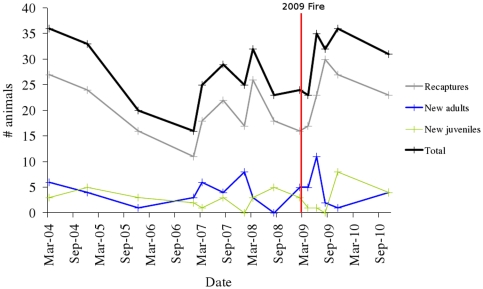 2009 Fire
40
35
30
25
20
15
10
5
0
# animals
Mar-04
Sep-04
Mar-05
Sep-05
Mar-06
Sep-06
Mar-07
Sep-07
Mar-08
Sep-08
Mar-09
Sep-09
Mar-10
Sep-10
Date
Recaptures
New adults
New juveniles
Total